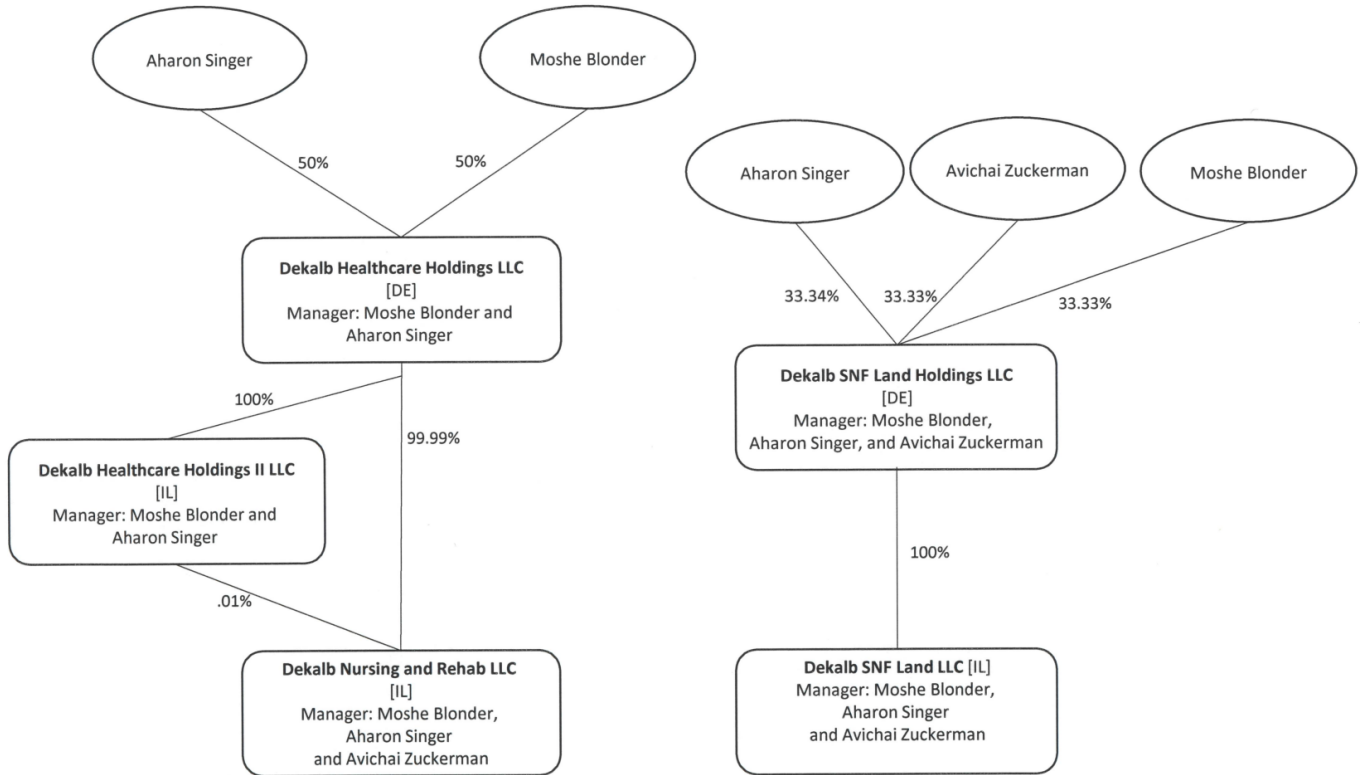 Aharon Singer
Moshe Blonder
50%
50%
Dekalb Healthcare Holdings LLC
[DE]
Manager: Moshe Blonder and
Aharon Singer
100%
99.99%
Dekalb Healthcare Holdings II LLC
[IL]
Manager: Moshe Blonder and
Aharon Singer
.01%
Dekalb Nursing and Rehab LLC
[IL]
Manager: Moshe Blonder,
Aharon Singer
and Avichai Zuckerman
Aharon Singer
Avichai Zuckerman
Moshe Blonder
33.34%
33.33%
33.33%
Dekalb SNF Land Holdings LLC
[DE]
Manager: Moshe Blonder,
Aharon Singer, and Avichai Zuckerman
100%
Dekalb SNF Land LLC [IL]
Manager: Moshe Blonder,
Aharon Singer
and Avichai Zuckerman